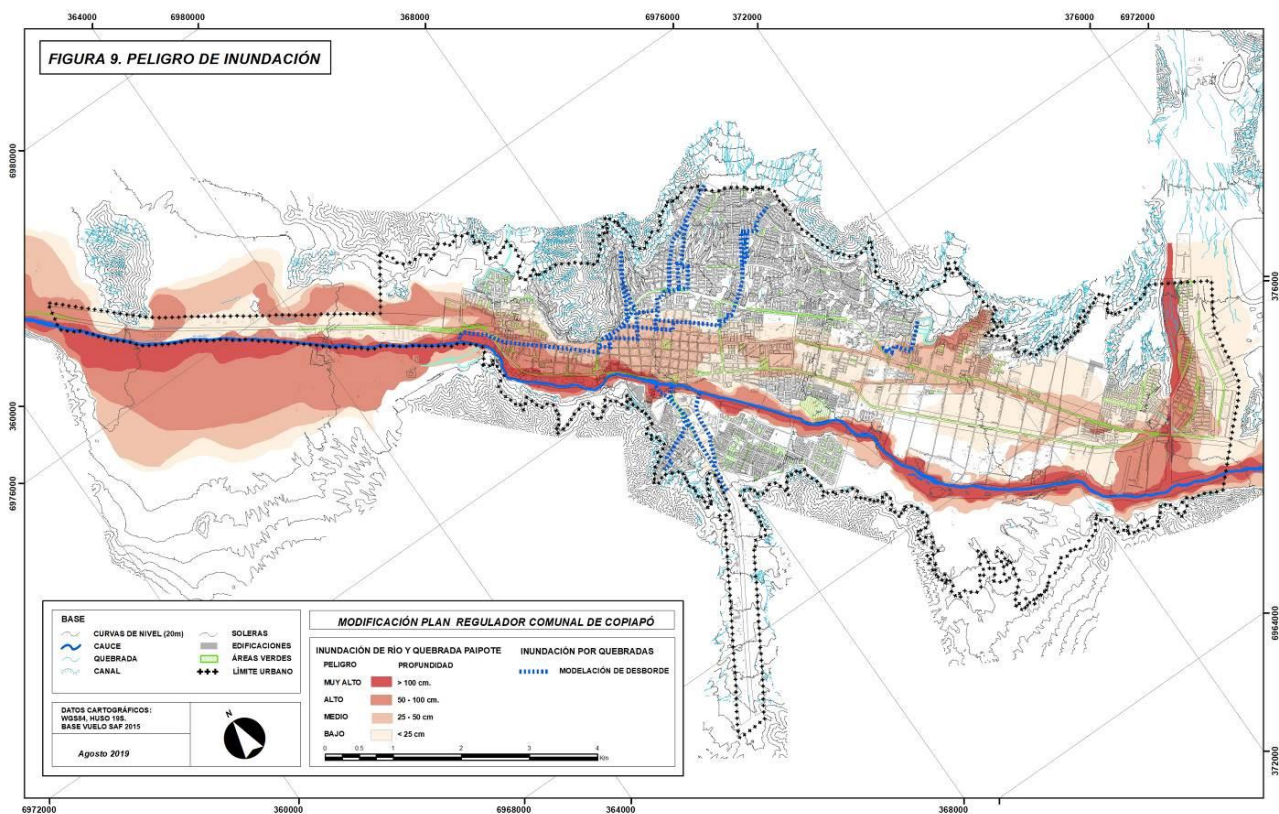 364000 6980000 368000 6976000 372000 376000 6972000
FIGURA 9. PELIGRO DE INUNDACIÓN
6980000
376000
360000
6976000
6964000
372000
BASE
CURVAS DE NIVEL (20m)
CAUCE
QUEBRADA
CANAL
SOLERAS
EDIFICACIONES
ÁREAS VERDES
LÍMITE URBANO
DATOS CARTOGRÁFICOS:
WGS84, HUSO 19S.
BASE VUELO SAF 2015
Agosto 2019
N
MODIFICACIÓN PLAN REGULADOR COMUNAL DE COPIAPÓ
INUNDACIÓN DE RÍO Y QUEBRADA PAIPOTE
PELIGRO PROFUNDIDAD
MUY ALTO > 100 cm.
ALTO 50 - 100 cm.
MEDIO 25 - 50 cm
BAJO < 25 cm
INUNDACIÓN POR QUEBRADAS
MODELACIÓN DE DESBORDE
0 0.5 1 2 3 4
Km
6972000 360000 6968000 364000 368000